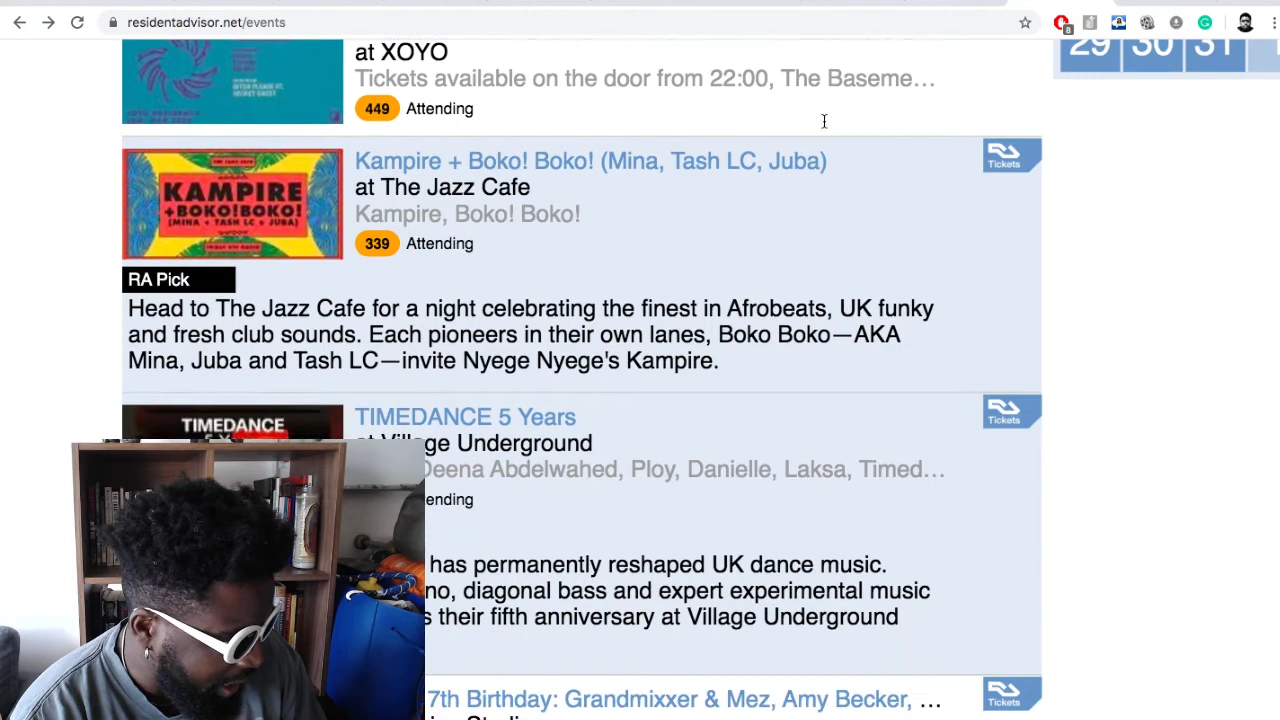 residentadvisor.net/events
8
29 30 31
at XOYO
Tickets available on the door from 22:00, The Baseme…
449 Attending
KAMPIRE
+BOKO!BOKO!
(MINA + TASH LC + JUBA)
Kampire + Boko! Boko! (Mina, Tash LC, Juba)
Tickets
at The Jazz Cafe
Kampire, Boko! Boko!
339 Attending
RA Pick
Head to The Jazz Cafe for a night celebrating the finest in Afrobeats, UK funky
and fresh club sounds. Each pioneers in their own lanes, Boko Boko—AKA
Mina, Juba and Tash LC—invite Nyege Nyege's Kampire.
TIMEDANCE
TIMEDANCE 5 Years
Tickets
at Village Underground
Deena Abdelwahed, Ploy, Danielle, Laksa, Timed…
ending
has permanently reshaped UK dance music.
no, diagonal bass and expert experimental music
s their fifth anniversary at Village Underground
7th Birthday: Grandmixxer & Mez, Amy Becker, …
Tickets